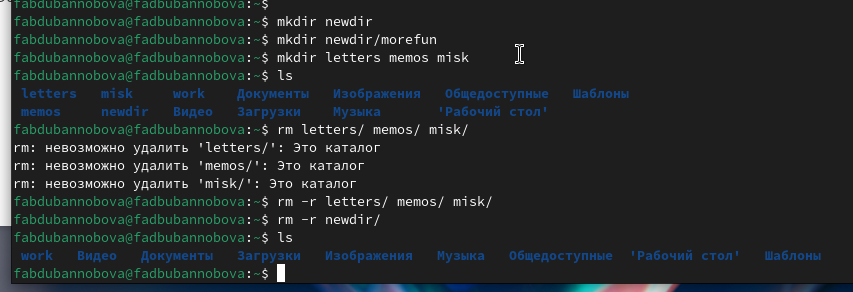 fabdubannobova@fadbubannobova:~$
fabdubannobova@fadbubannobova:~$ mkdir newdir
fabdubannobova@fadbubannobova:~$ mkdir newdir/morefun
fabdubannobova@fadbubannobova:~$ mkdir letters memos misk
fabdubannobova@fadbubannobova:~$ ls
letters misk work Документы Изображения Общедоступные Шаблоны
memos newdir Видео Загрузки Музыка 'Рабочий стол'
fabdubannobova@fadbubannobova:~$ rm letters/ memos/ misk/
rm: невозможно удалить 'letters/': Это каталог
rm: невозможно удалить 'memos/': Это каталог
rm: невозможно удалить 'misk/': Это каталог
fabdubannobova@fadbubannobova:~$ rm -r letters/ memos/ misk/
fabdubannobova@fadbubannobova:~$ rm -r newdir/
fabdubannobova@fadbubannobova:~$ ls
work Видео Документы Загрузки Изображения Музыка Общедоступные 'Рабочий стол' Шаблоны
fabdubannobova@fadbubannobova:~$